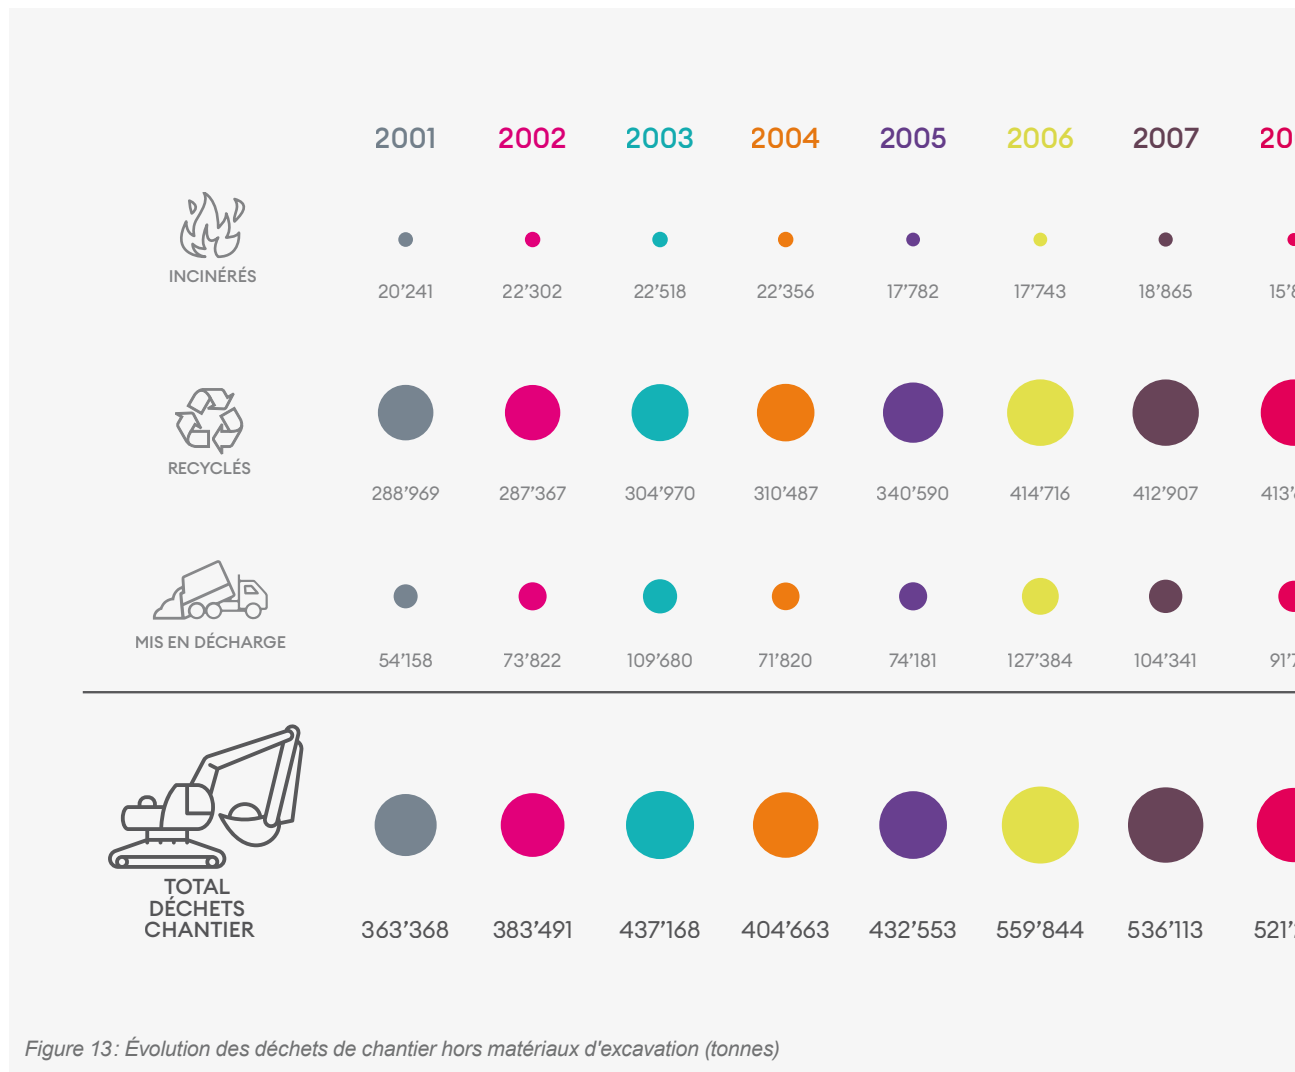 2001 2002 2003 2004 2005 2006 2007
INCINÉRÉS
20’241 22’302 22’518 22’356 17’782 17’743 18’865
RECYCLÉS
288’969 287’367 304’970 310’487 340’590 414’716 412’907
MIS EN DÉCHARGE
54’158 73’822 109’680 71’820 74’181 127’384 104’341
TOTAL
DÉCHETS
CHANTIER
363’368 383’491 437’168 404’663 432’553 559’844 536’113
Figure 13: Évolution des déchets de chantier hors matériaux d'excavation (tonnes)